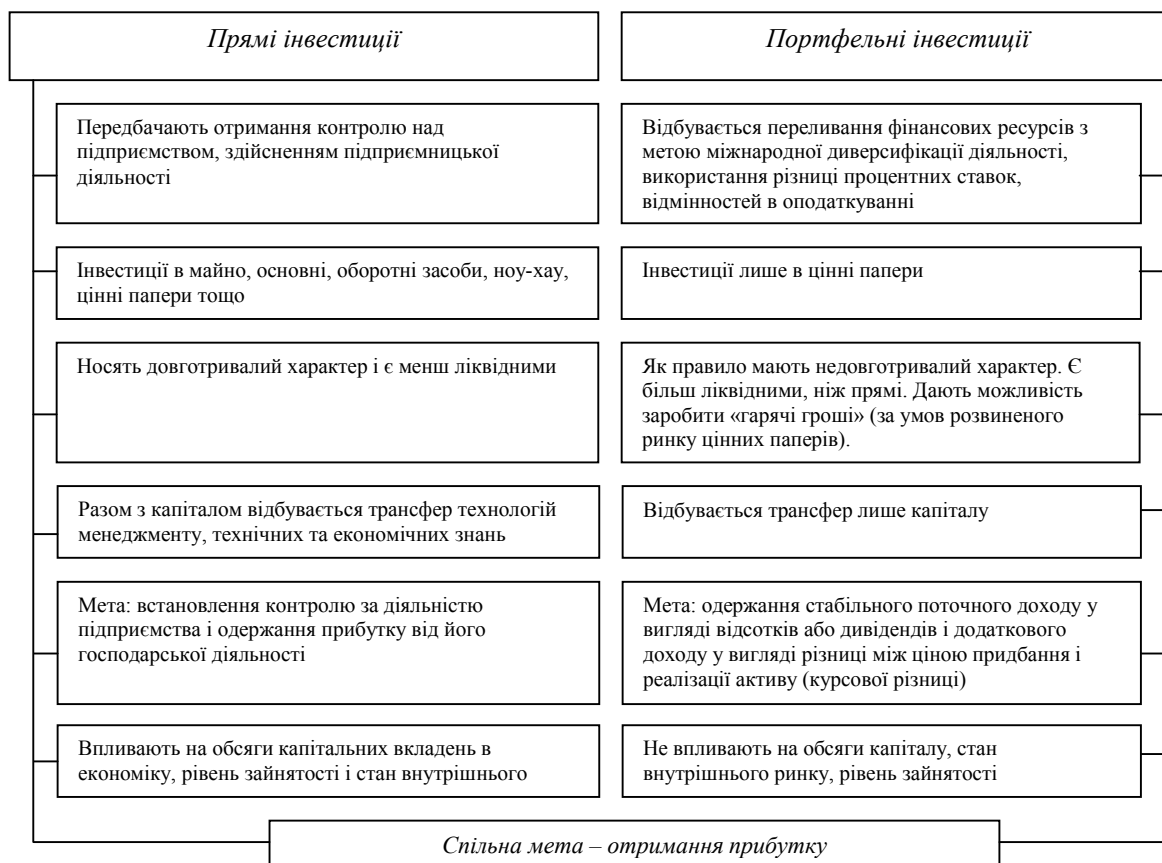 Прямі інвестиції
Портфельні інвестиції
Передбачають отримання контролю над
підприємством, здійсненням підприємницької
діяльності
Відбувається переливання фінансових ресурсів з
метою міжнародної диверсифікації діяльності,
використання різниці процентних ставок,
відмінностей в оподаткуванні
Інвестиції в майно, основні, оборотні засоби, ноу-хау,
цінні папери тощо
Інвестиції лише в цінні папери
Носять довготривалий характер і є менш ліквідними
Як правило мають недовготривалий характер. Є
більш ліквідними, ніж прямі. Дають можливість
заробити «гарячі гроші» (за умов розвиненого
ринку цінних паперів).
Разом з капіталом відбувається трансфер технологій
менеджменту, технічних та економічних знань
Відбувається трансфер лише капіталу
Мета: встановлення контролю за діяльністю
підприємства і одержання прибутку від його
господарської діяльності
Мета: одержання стабільного поточного доходу у
вигляді відсотків або дивідендів і додаткового
доходу у вигляді різниці між ціною придбання і
реалізації активу (курсової різниці)
Впливають на обсяги капітальних вкладень в
економіку, рівень зайнятості і стан внутрішнього
Не впливають на обсяги капіталу, стан
внутрішнього ринку, рівень зайнятості
Спільна мета – отримання прибутку